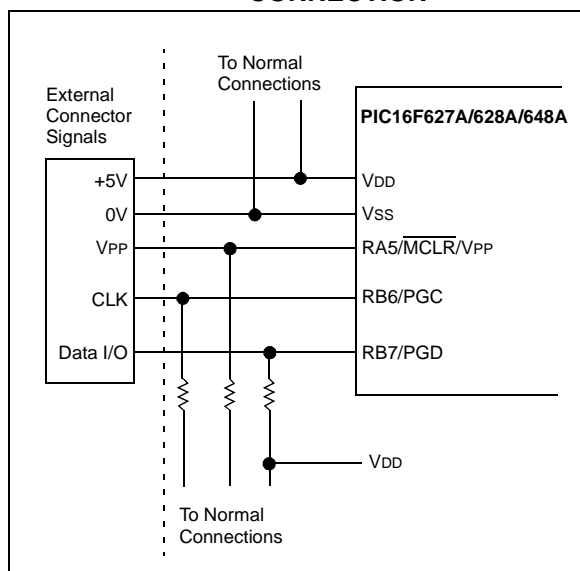 CONNECTION
To Normal
Connections
External
Connector
Signals
PIC16F627A/628A/648A
+5V
VDD
0V
VSS
VPP
RA5/MCLR/VPP
CLK
RB6/PGC
Data I/O
RB7/PGD
VDD
To Normal
Connections